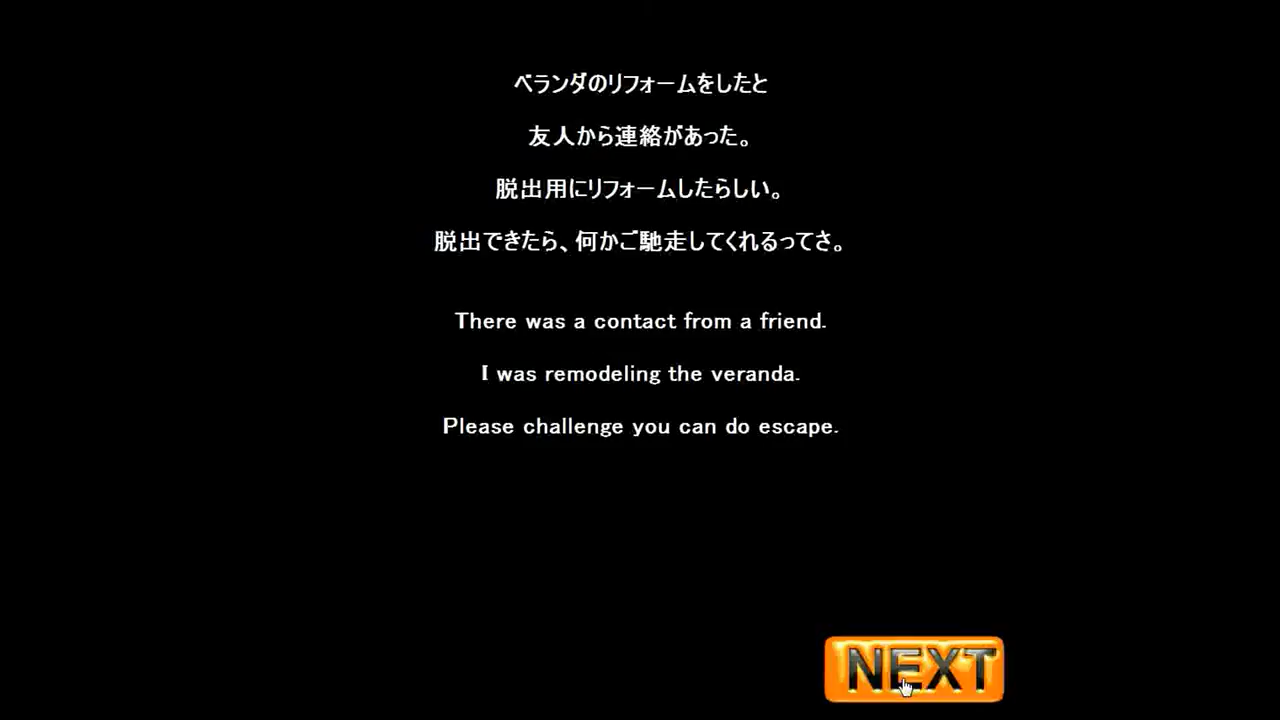 ベランダのリフォームをしたと
友人から連絡があった。
脱出用にリフォームしたらしい。
脱出できたら、何かご馳走してくれるってさ。
There was a contact from a friend.
I was remodeling the veranda.
Please challenge you can do escape.
NEXT